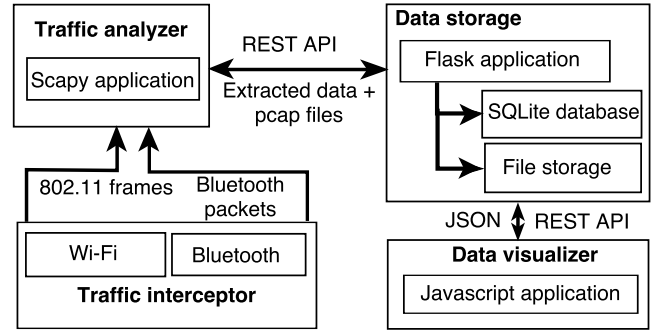 Traffic analyzer
Scapy application
REST API
Extracted data +
pcap files
Data storage
Flask application
SQLite database
File storage
802.11 frames
Bluetooth
packets
Wi-Fi
Bluetooth
Traffic interceptor
JSON
REST API
Data visualizer
Javascript application